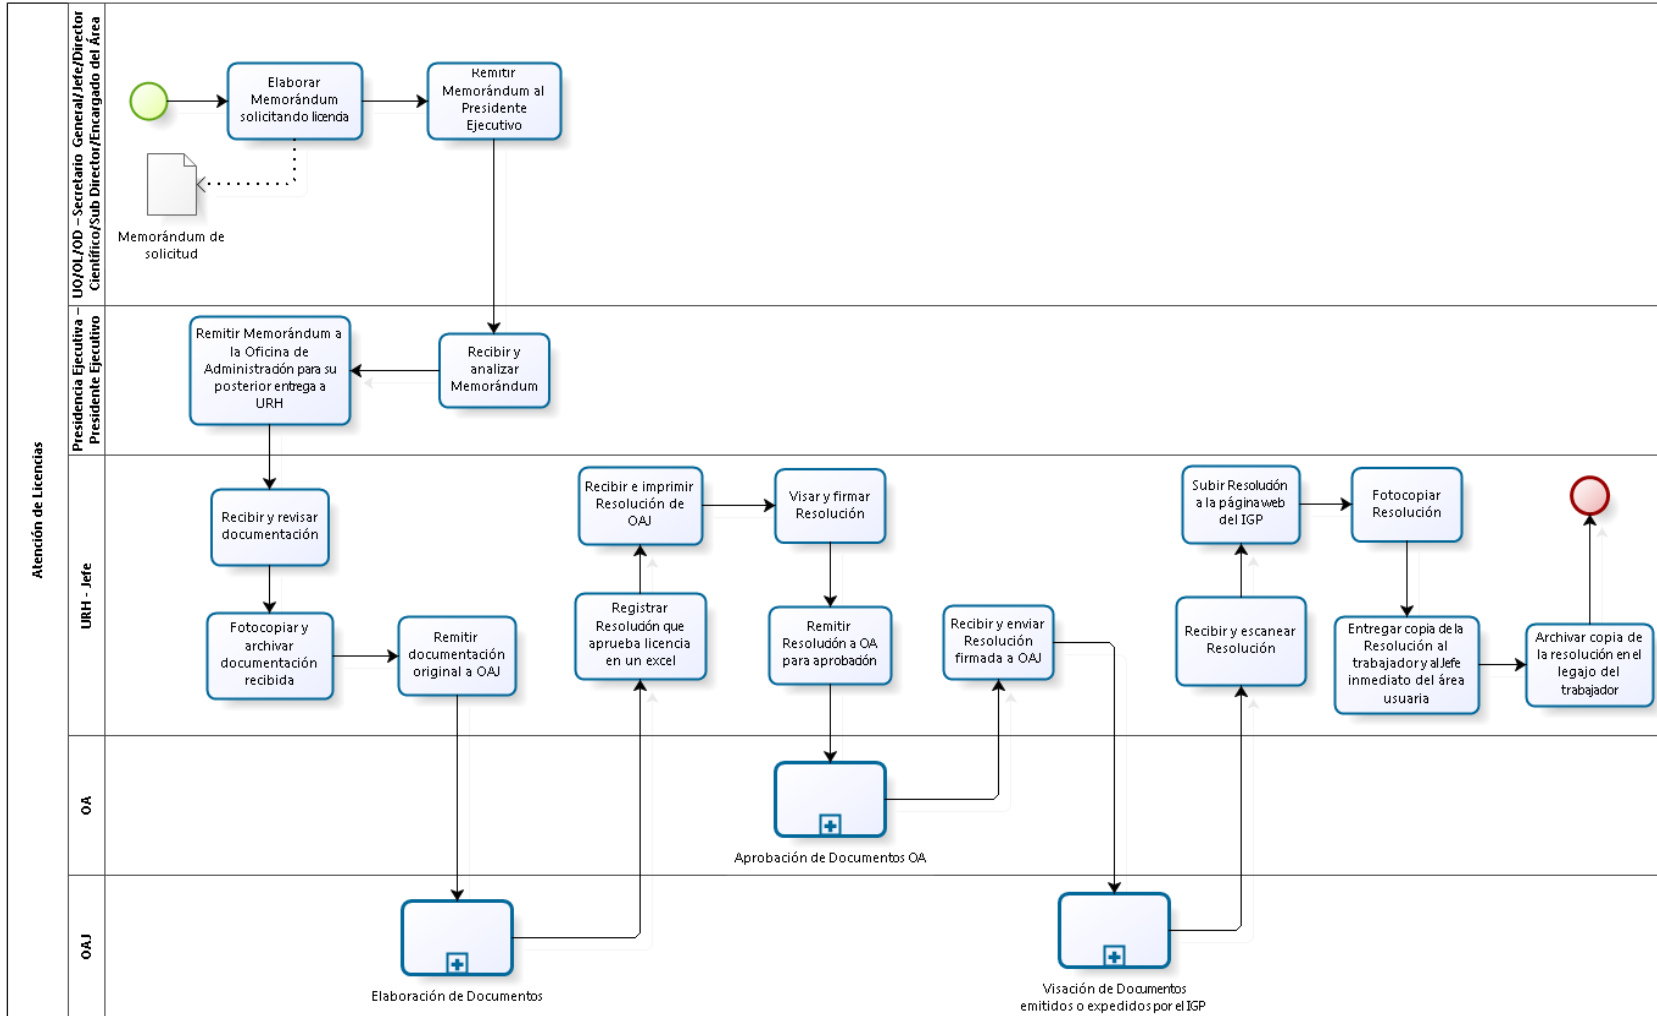 Atención de Licencias
UO/OL/OD – Secretario General/Jefe/Director
Científico/Sub Director/Encargado del Área
Elaborar
Memorándum
solicitando licencia
Remitir
Memorándum al
Presidente
Ejecutivo
Memorándum de
solicitud
Presidencia Ejecutiva –
Presidente Ejecutivo
Remitir Memorándum a
la Oficina de
Administración para su
posterior entrega a
URH
Recibir y
analizar
Memorándum
URH - Jefe
Recibir y revisar
documentación
Fotocopiar y
archivar
documentación
recibida
Remitir
documentación
original a OAJ
Recibir e imprimir
Resolución de
OAJ
Registrar
Resolución que
aprueba licencia
en un excel
Visar y firmar
Resolución
Remitir
Resolución a OA
para aprobación
Recibir y enviar
Resolución
firmada a OAJ
Subir Resolución
a la página web
del IGP
Recibir y escanear
Resolución
Fotocopiar
Resolución
Entregar copia de la
Resolución al
trabajador y al Jefe
inmediato del área
usuaria
Archivar copia de
la resolución en el
legajo del
trabajador
OA
Aprobación de Documentos OA
OAJ
Elaboración de Documentos
Visación de Documentos
emitidos o expedidos por el IGP